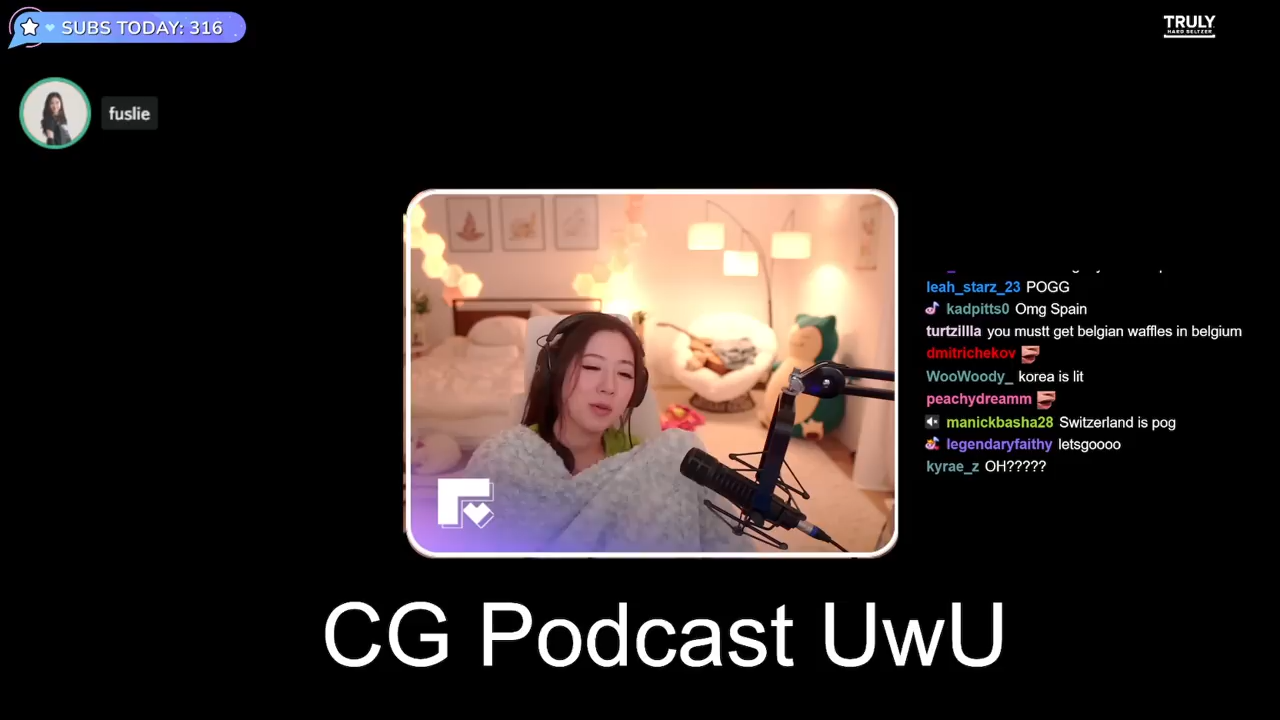 SUBS TODAY: 316
TRULY
HARD SELTZER
fuslie
leah_starz_23 POGG
kadpitts0 Omg Spain
turtzillla you mustt get belgian waffles in belgium
dmitrichekov
WooWoody_ korea is lit
peachydreamm
manickbasha28 Switzerland is pog
legendaryfaithy letsgoooo
kyrae_z OH?????
CG Podcast UwU